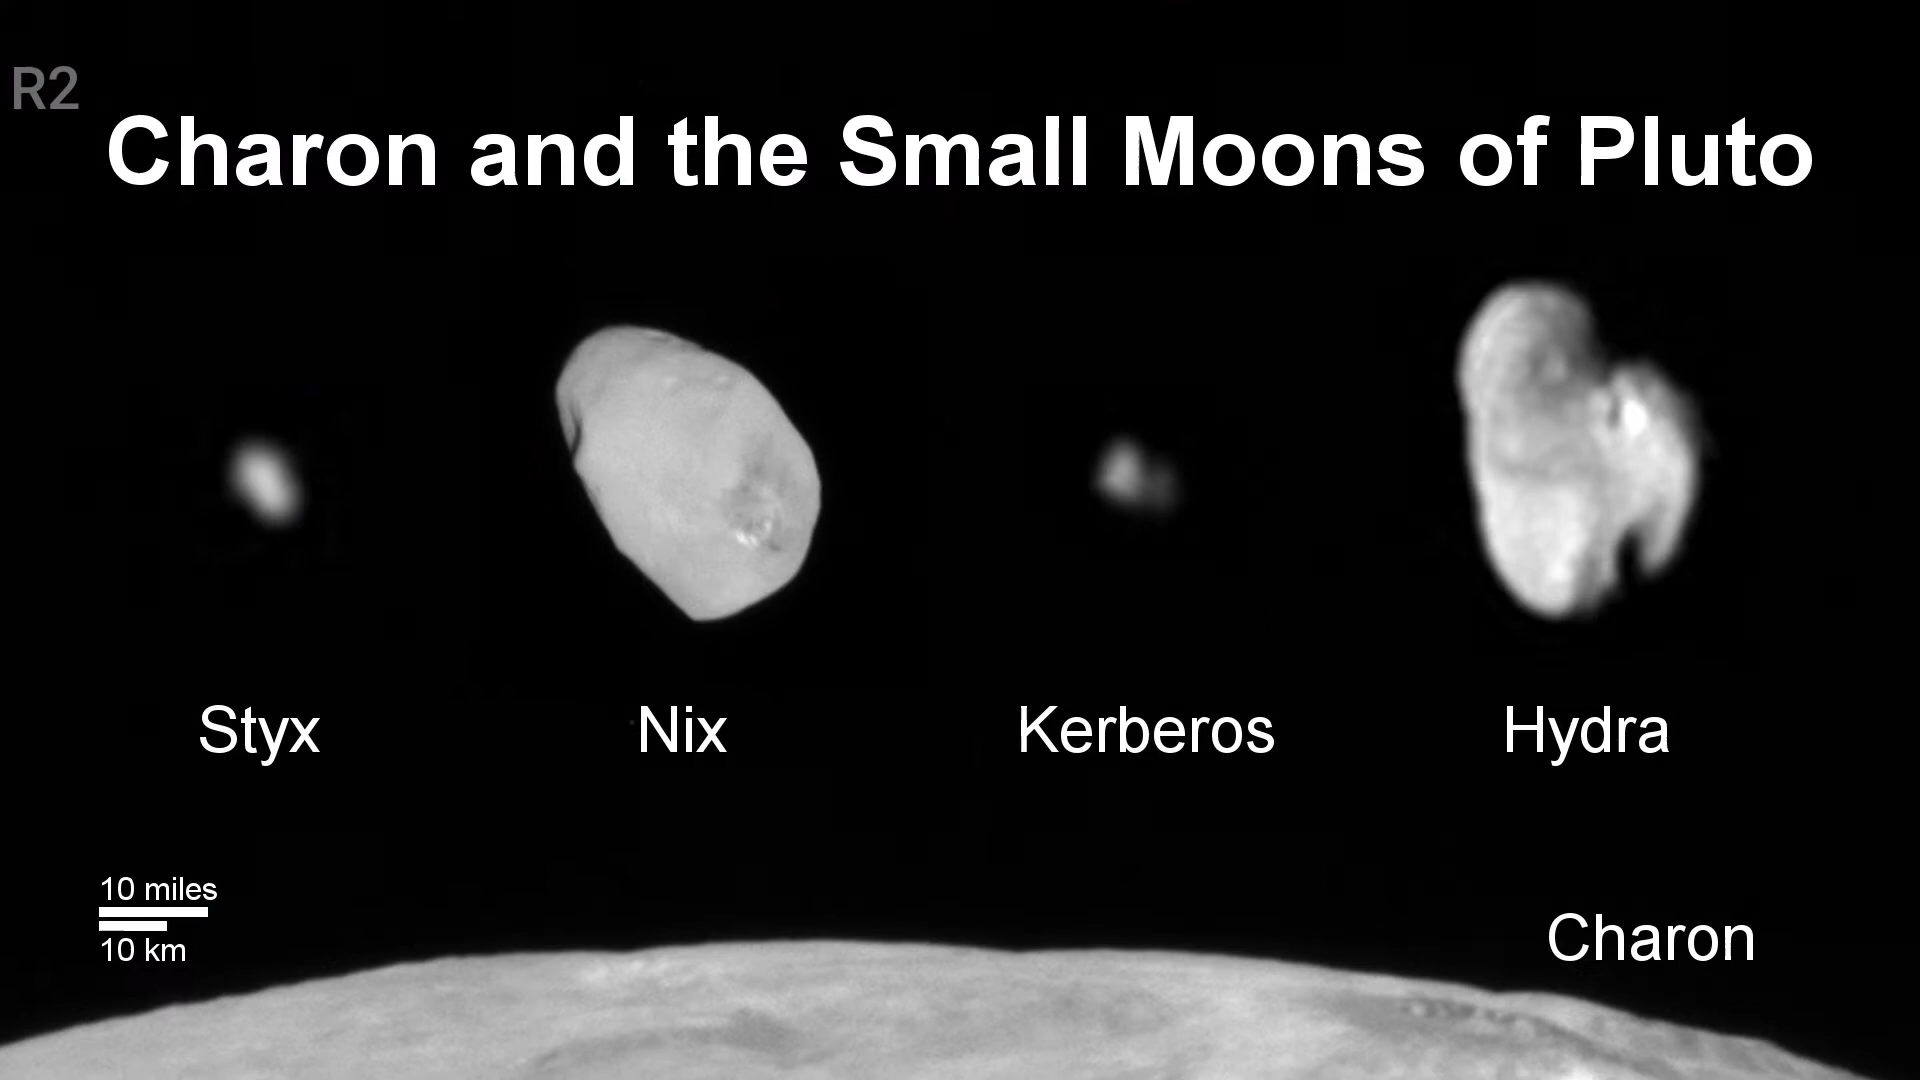 R2
Charon and the Small Moons of Pluto
Styx
Nix
Kerberos
Hydra
10 miles
10 km
Charon